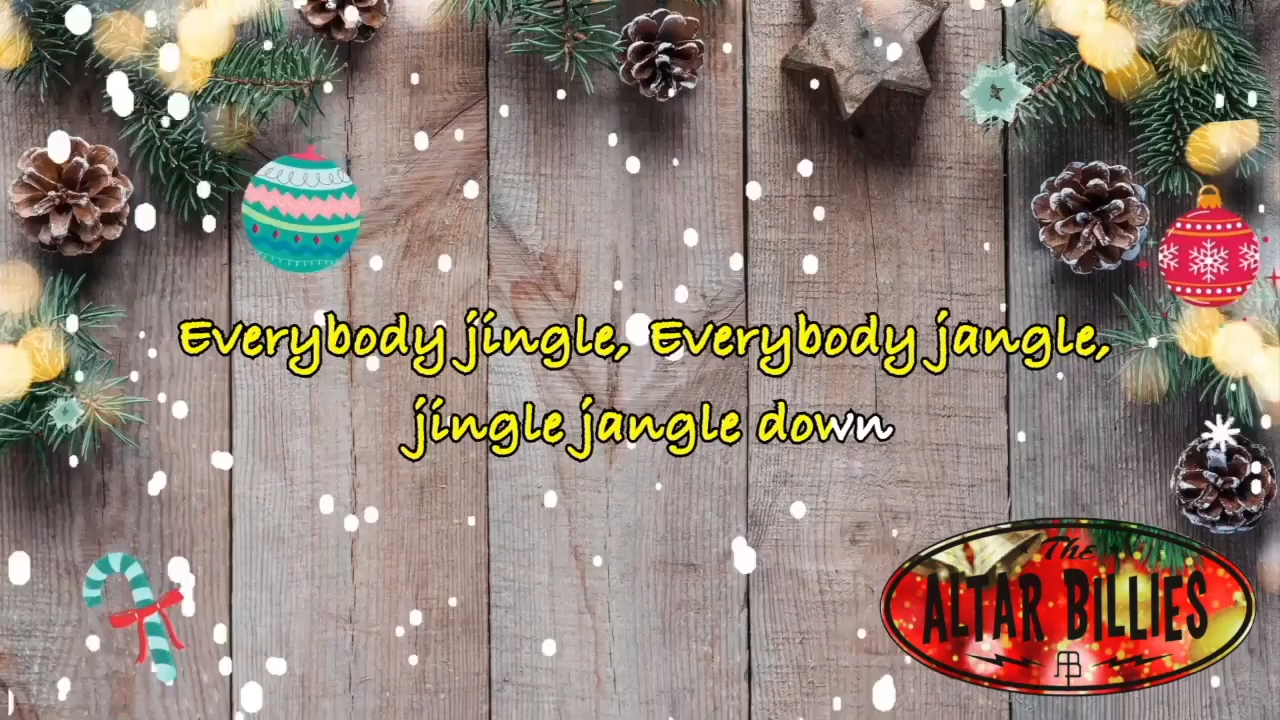 Everybody jingle, Everybody jangle,
jingle jangle down
The
ALTAR BILLIES
AB